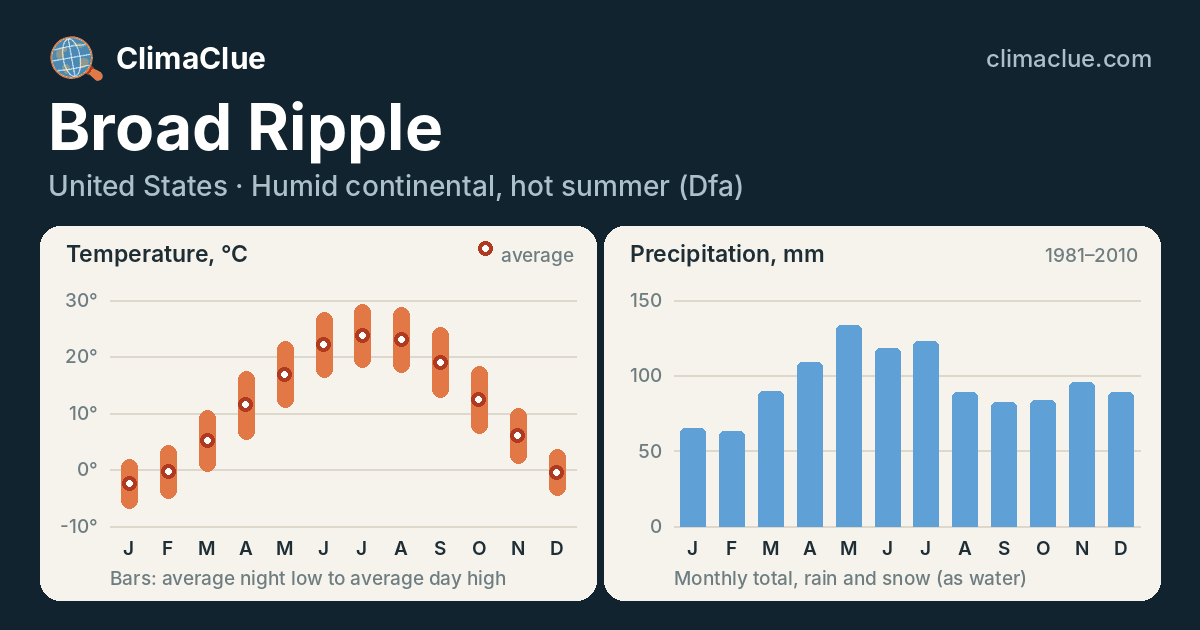 ClimaClue
climaclue.com
Broad Ripple
United States · Humid continental, hot summer (Dfa)
Temperature, °C
average
30°
20°
10°
0°
-10°
J F M A M J J A S O N D
Bars: average night low to average day high
Precipitation, mm
1981–2010
150
100
50
0
J F M A M J J A S O N D
Monthly total, rain and snow (as water)